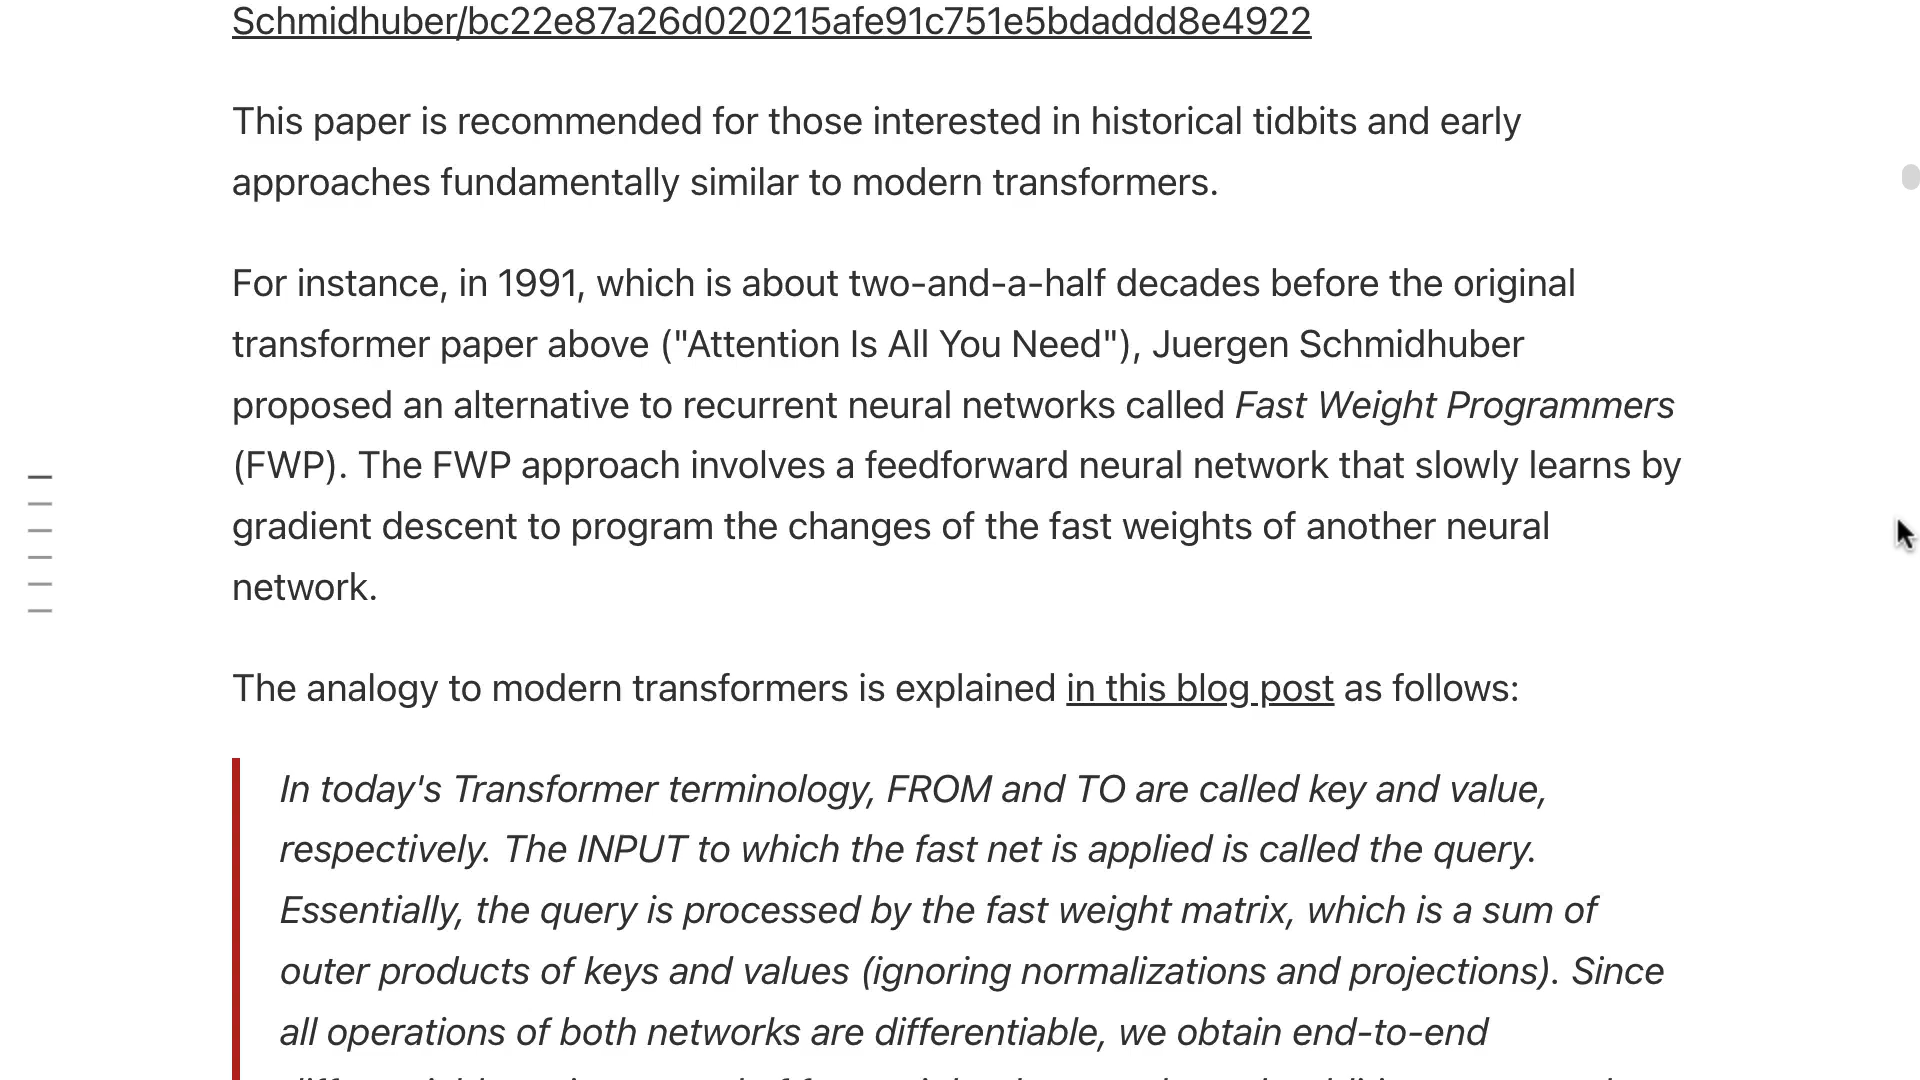 Schmidhuber/bc22e87a26d020215afe91c751e5bdaddd8e4922
This paper is recommended for those interested in historical tidbits and early
approaches fundamentally similar to modern transformers.
For instance, in 1991, which is about two-and-a-half decades before the original
transformer paper above ("Attention Is All You Need"), Juergen Schmidhuber
proposed an alternative to recurrent neural networks called Fast Weight Programmers
(FWP). The FWP approach involves a feedforward neural network that slowly learns by
gradient descent to program the changes of the fast weights of another neural
network.
The analogy to modern transformers is explained in this blog post as follows:
In today's Transformer terminology, FROM and TO are called key and value,
respectively. The INPUT to which the fast net is applied is called the query.
Essentially, the query is processed by the fast weight matrix, which is a sum of
outer products of keys and values (ignoring normalizations and projections). Since
all operations of both networks are differentiable, we obtain end-to-end